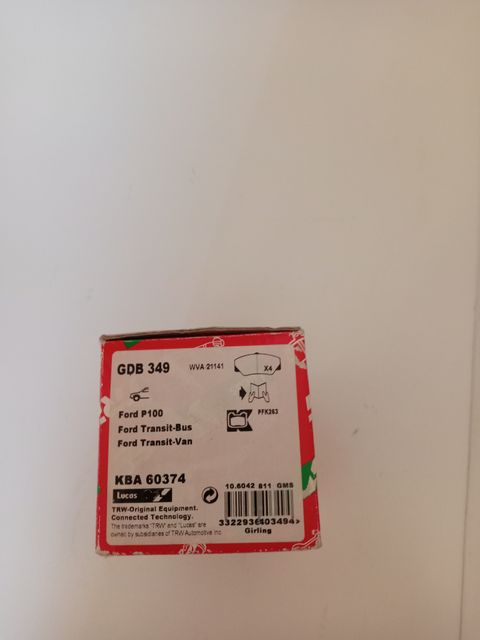 GDB 349
WVA 21141
X4
Ford P100
Ford Transit-Bus
Ford Transit-Van
PFK263
KBA 60374
Lucas
10.6042 811 GMS
TRW-Original Equipment.
Connected Technology.
The trademarks "TRW" and "Lucas" are
owned by subsidiaries of TRW Automotive Inc
3322936403494>
Girling